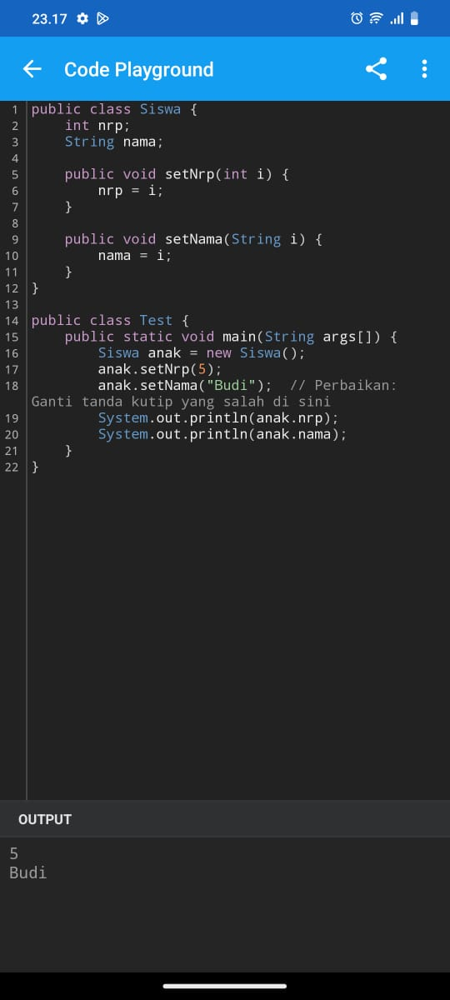 23.17
Code Playground
1 public class Siswa {
2     int nrp;
3     String nama;
4
5     public void setNrp(int i) {
6         nrp = i;
7     }
8
9     public void setNama(String i) {
10         nama = i;
11     }
12 }
13
14 public class Test {
15     public static void main(String args[]) {
16         Siswa anak = new Siswa();
17         anak.setNrp(5);
18         anak.setNama("Budi");  // Perbaikan:
Ganti tanda kutip yang salah di sini
19         System.out.println(anak.nrp);
20         System.out.println(anak.nama);
21     }
22 }
OUTPUT
5
Budi